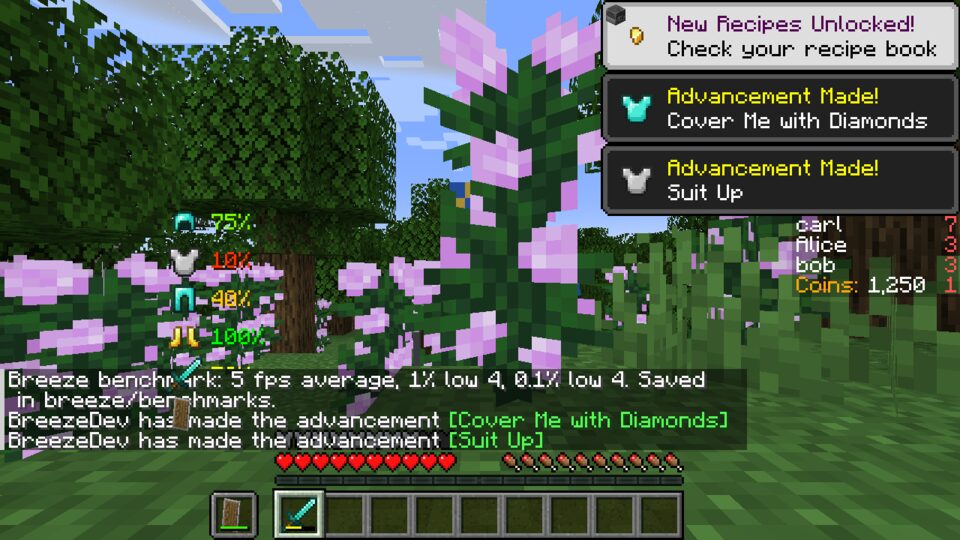 New Recipes Unlocked!
Check your recipe book
Advancement Made!
Cover Me with Diamonds
Advancement Made!
Suit Up
carl 7
Alice 3
bob 3
Coins: 1,250 1
75%
10%
40%
100%
Breeze benchmark: 5 fps average, 1% low 4, 0.1% low 4. Saved
in breeze/benchmarks.
BreezeDev has made the advancement [Cover Me with Diamonds]
BreezeDev has made the advancement [Suit Up]